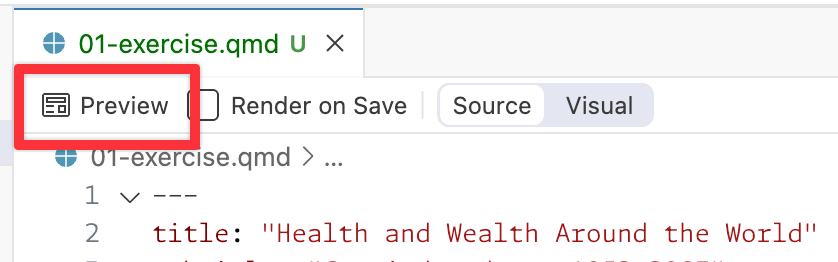 01-exercise.qmd U
Preview Render on Save Source Visual
01-exercise.qmd > ...
1 ---
2 title: "Health and Wealth Around the World"